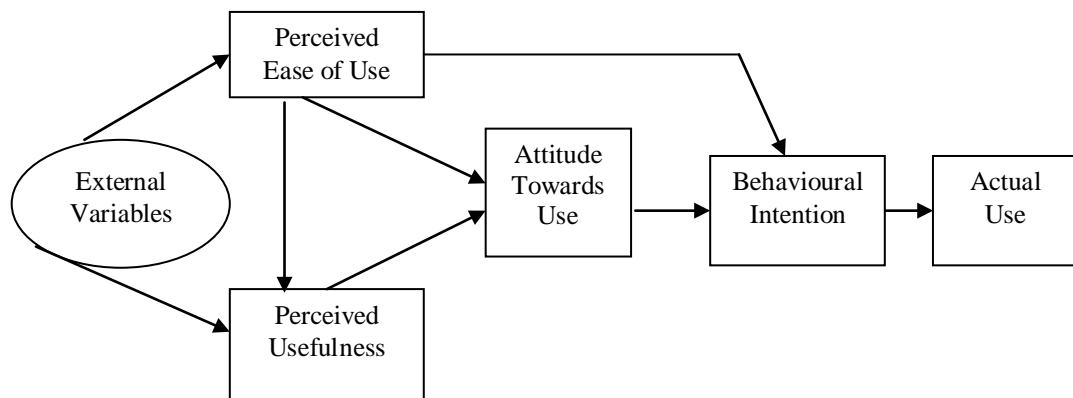 Perceived
Ease of Use
External
Variables
Perceived
Usefulness
Attitude
Towards
Use
Behavioural
Intention
Actual
Use